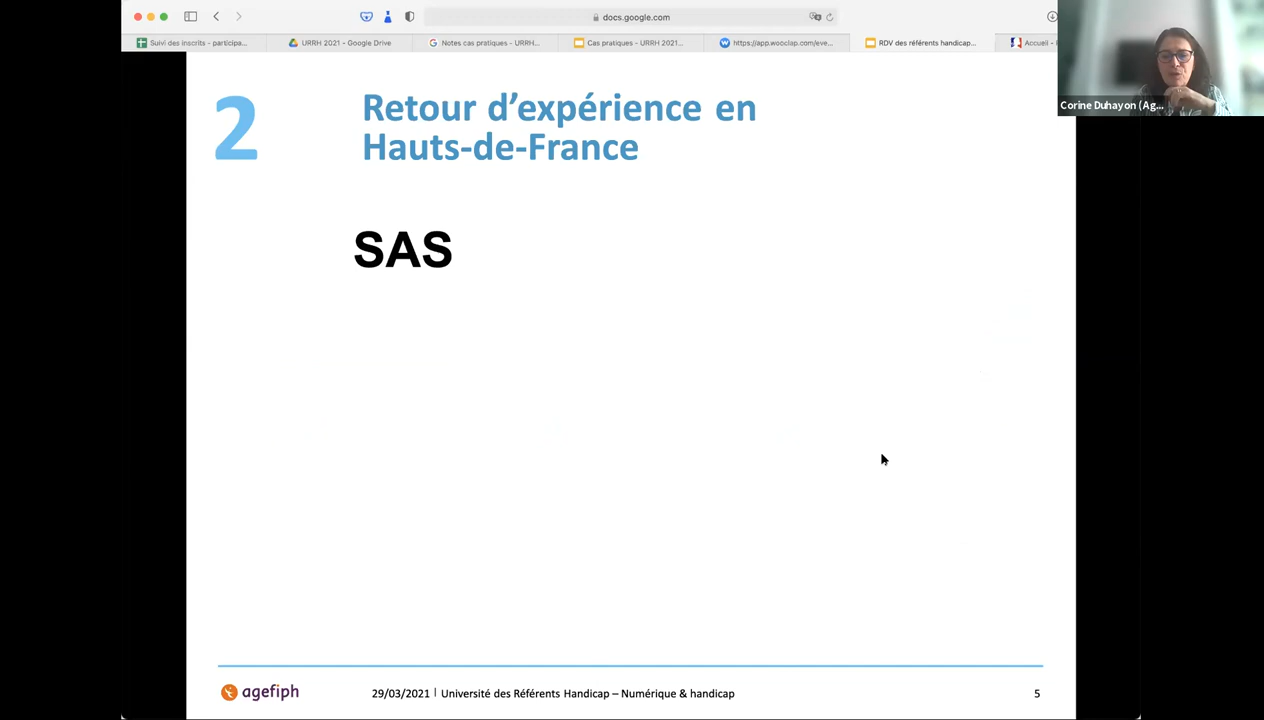 docs.google.com
Suivi des inscrits - participa...
URRH 2021 - Google Drive
Notes cas pratiques - URRH...
Cas pratiques - URRH 2021...
https://app.wooclap.com/eve...
RDV des référents handicap...
Accueil -
Corine Duhayon (Ag...
2
Retour d’expérience en
Hauts-de-France
SAS
agefiph
29/03/2021 | Université des Référents Handicap – Numérique & handicap
5